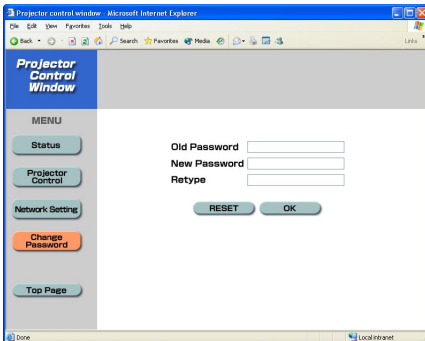 Projector control window - Microsoft Internet Explorer
File Edit View Favorites Tools Help
Back Search Favorites Media Links
Projector
Control
Window
MENU
Status
Projector
Control
Network Setting
Change
Password
Top Page
Old Password
New Password
Retype
RESET OK
Done Local intranet